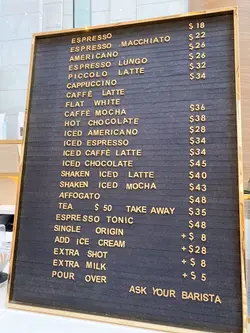 ESPRESSO $18
ESPRESSO MACCHIATO $22
AMERICANO $26
ESPRESSO LUNGO $26
PICCOLO LATTE $32
CAPPUCCINO $34
CAFFÉ LATTE
FLAT WHITE
CAFFÉ MOCHA $36
HOT CHOCOLATE $38
ICED AMERICANO $28
ICED ESPRESSO $34
ICED CAFFÉ LATTE $34
ICED CHOCOLATE $45
SHAKEN ICED LATTE $40
SHAKEN ICED MOCHA $43
AFFOGATO $48
TEA $50 TAKE AWAY $35
ESPRESSO TONIC $48
SINGLE ORIGIN +$8
ADD ICE CREAM +$28
EXTRA SHOT +$8
EXTRA MILK +$5
POUR OVER ASK YOUR BARISTA